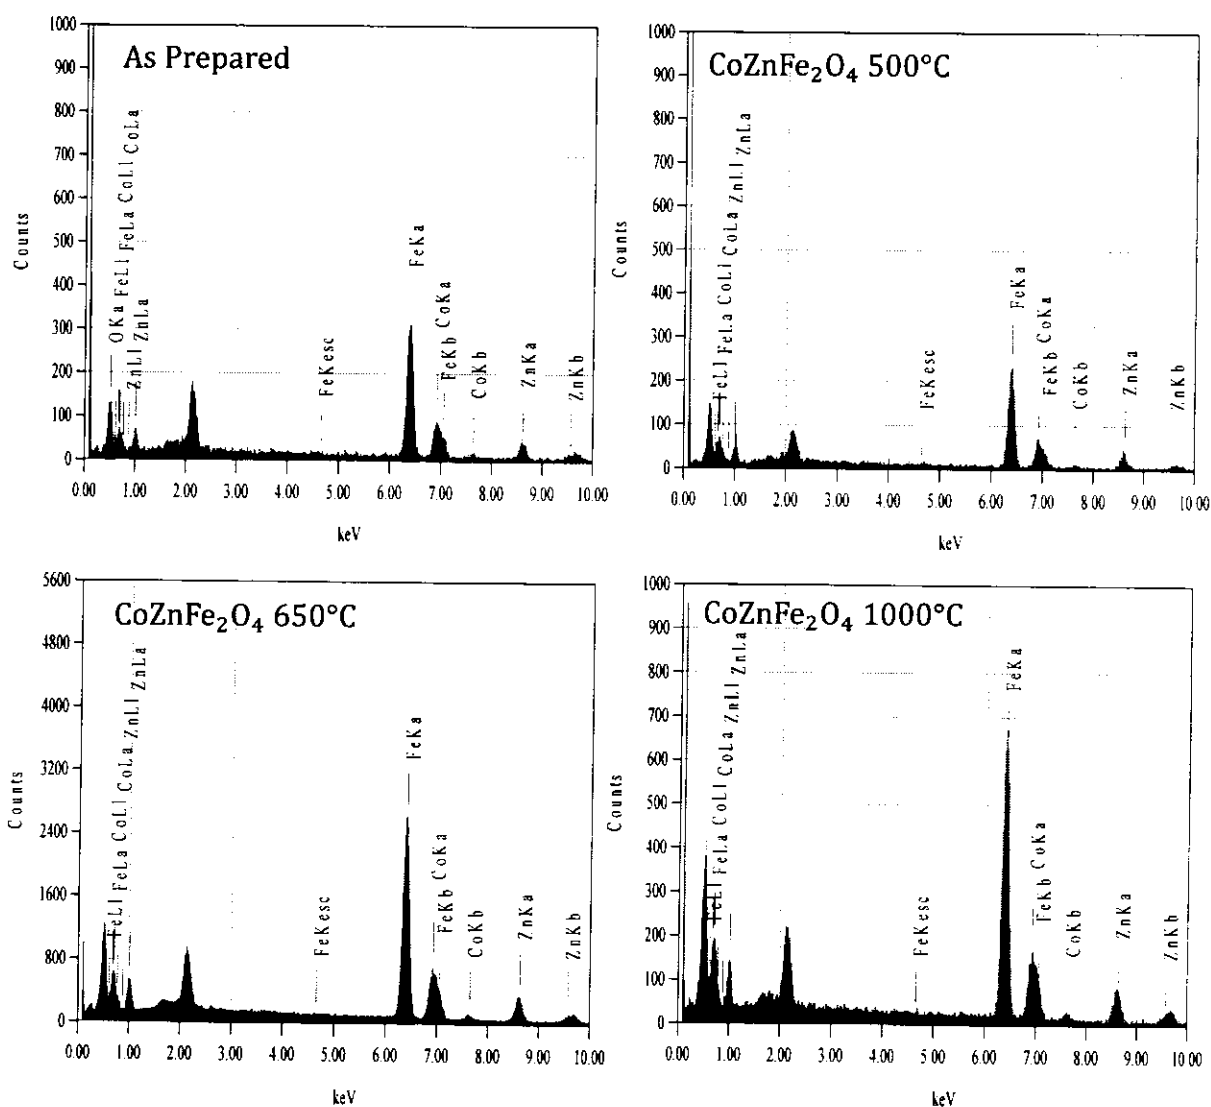 As Prepared
1000
900
800
700
600
500
400
300
200
100
0
Counts
OKa FeLl FeLa CoLl CoLa
ZnLl ZnLa
FeKesc
FeKa
FeKb CoKa
CoKb
ZnKa
ZnKb
0.00 1.00 2.00 3.00 4.00 5.00 6.00 7.00 8.00 9.00 10.00
keV
CoZnFe₂O₄ 500°C
1000
900
800
700
600
500
400
300
200
100
0
Counts
FeLl FeLa CoLl CoLa ZnLl ZnLa
FeKesc
FeKa
FeKb CoKa
CoKb
ZnKa
ZnKb
0.00 1.00 2.00 3.00 4.00 5.00 6.00 7.00 8.00 9.00 10.00
keV
CoZnFe₂O₄ 650°C
5600
4800
4000
3200
2400
1600
800
0
Counts
FeLl FeLa CoLl CoLa ZnLl ZnLa
FeKesc
FeKa
FeKb CoKa
CoKb
ZnKa
ZnKb
0.00 1.00 2.00 3.00 4.00 5.00 6.00 7.00 8.00 9.00 10.00
keV
CoZnFe₂O₄ 1000°C
1000
900
800
700
600
500
400
300
200
100
0
Counts
FeLl FeLa CoLl CoLa ZnLl ZnLa
FeKesc
FeKa
FeKb CoKa
CoKb
ZnKa
ZnKb
0.00 1.00 2.00 3.00 4.00 5.00 6.00 7.00 8.00 9.00 10.00
keV